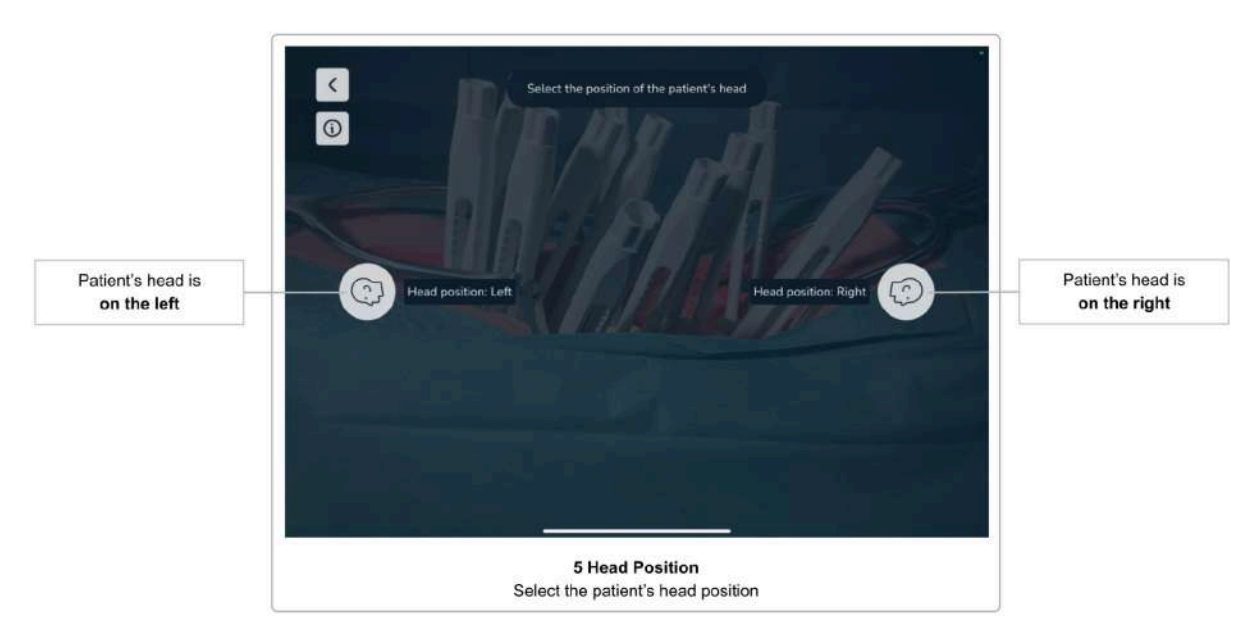 Select the position of the patient's head
Patient's head is
on the left
Head position: Left
Head position: Right
Patient's head is
on the right
5 Head Position
Select the patient's head position